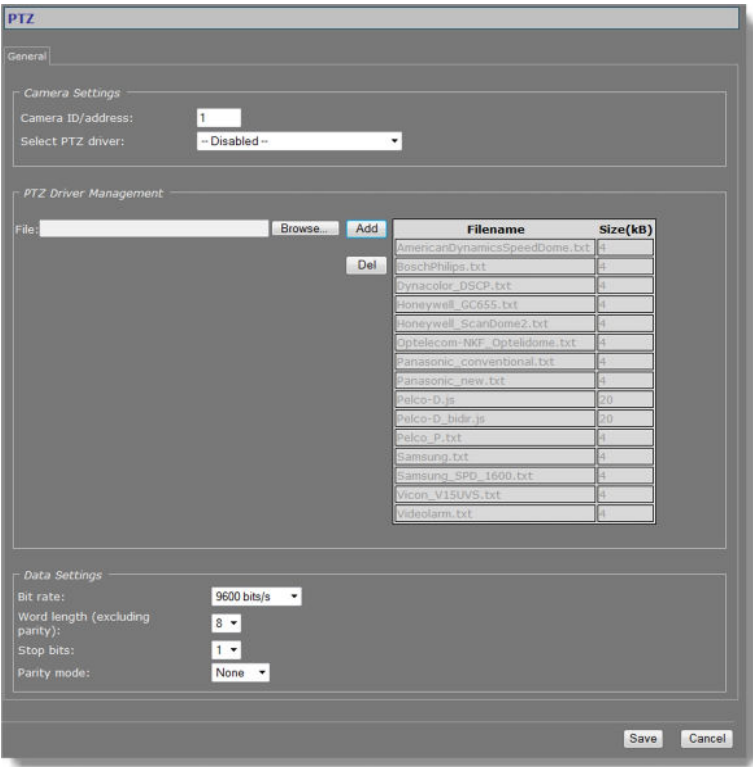 PTZ
General
Camera Settings
Camera ID/address: 1
Select PTZ driver: -- Disabled --
PTZ Driver Management
File: Browse... Add
Del
Filename Size(kB)
AmericanDynamicsSpeedDome.txt 4
BoschPhilips.txt 4
Dynacolor_DSCP.txt 4
Honeywell_GC655.txt 4
Honeywell_ScanDome2.txt 4
Optelecom-NKF_Optelidome.txt 4
Panasonic_conventional.txt 4
Panasonic_new.txt 4
Pelco-D.js 20
Pelco-D_bidir.js 20
Pelco_P.txt 4
Samsung.txt 4
Samsung_SPD_1600.txt 4
Vicon_V15UVS.txt 4
Videolarm.txt 4
Data Settings
Bit rate: 9600 bits/s
Word length (excluding
parity): 8
Stop bits: 1
Parity mode: None
Save Cancel